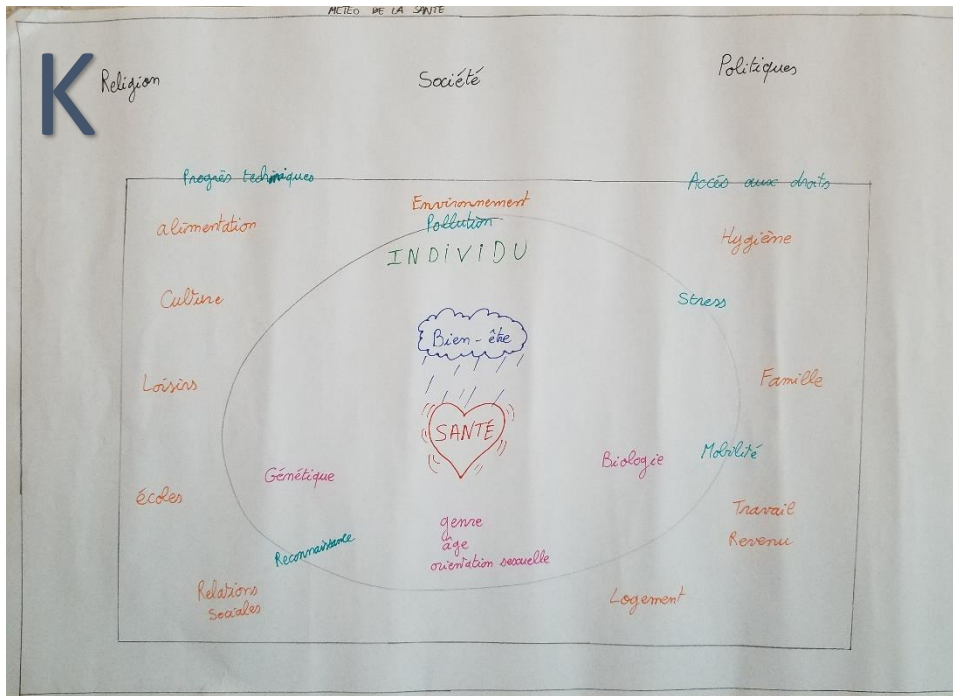 METEO DE LA SANTE
K
Religion
Société
Politiques
Progrès techniques
Accès aux droits
Environnement
Pollution
alimentation
INDIVIDU
Hygiène
Culture
Stress
Bien-être
Loisirs
Famille
SANTÉ
Génétique
Biologie
Mobilité
écoles
Travail
Revenu
genre
âge
orientation sexuelle
Reconnaissance
Relations
sociales
Logement